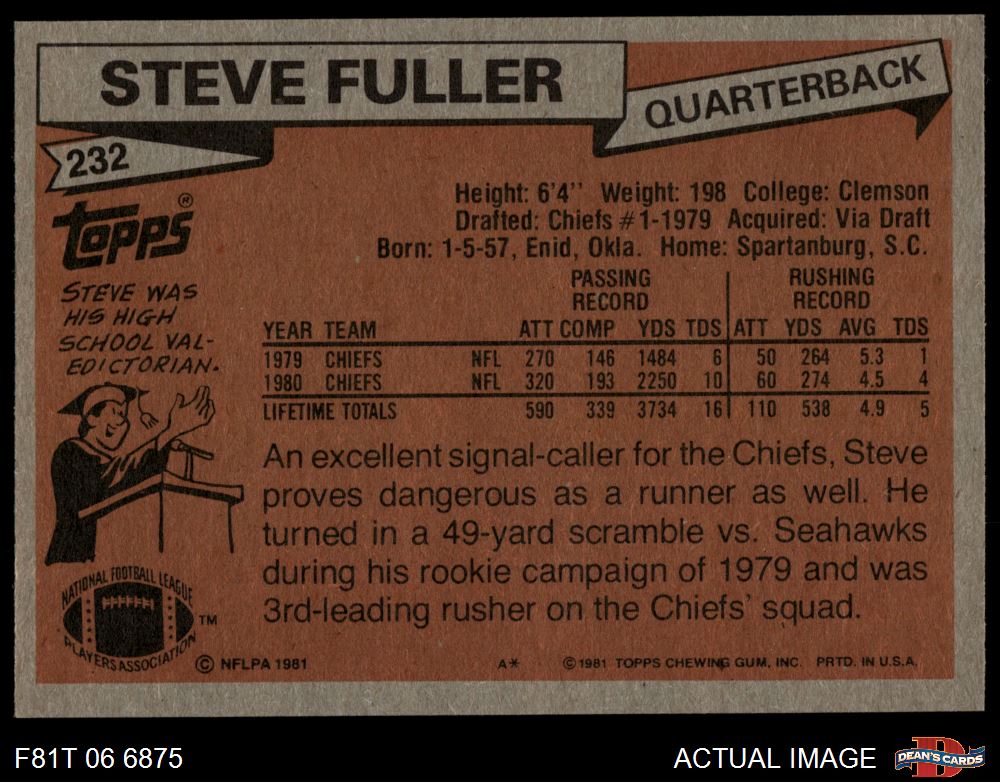 STEVE FULLER
QUARTERBACK
232
TOPPS®
Height: 6'4'' Weight: 198 College: Clemson
Drafted: Chiefs #1-1979 Acquired: Via Draft
Born: 1-5-57, Enid, Okla. Home: Spartanburg, S.C.
STEVE WAS
HIS HIGH
SCHOOL VAL-
EDICTORIAN.
PASSING RUSHING
RECORD RECORD
YEAR TEAM ATT COMP YDS TDS ATT YDS AVG TDS
1979 CHIEFS NFL 270 146 1484 6 50 264 5.3 1
1980 CHIEFS NFL 320 193 2250 10 60 274 4.5 4
LIFETIME TOTALS 590 339 3734 16 110 538 4.9 5
An excellent signal-caller for the Chiefs, Steve
proves dangerous as a runner as well. He
turned in a 49-yard scramble vs. Seahawks
during his rookie campaign of 1979 and was
3rd-leading rusher on the Chiefs' squad.
NATIONAL FOOTBALL LEAGUE
PLAYERS ASSOCIATION
TM
© NFLPA 1981 A* © 1981 TOPPS CHEWING GUM, INC. PRTD. IN U.S.A.
F81T 06 6875 ACTUAL IMAGE
D
DEAN'S CARDS